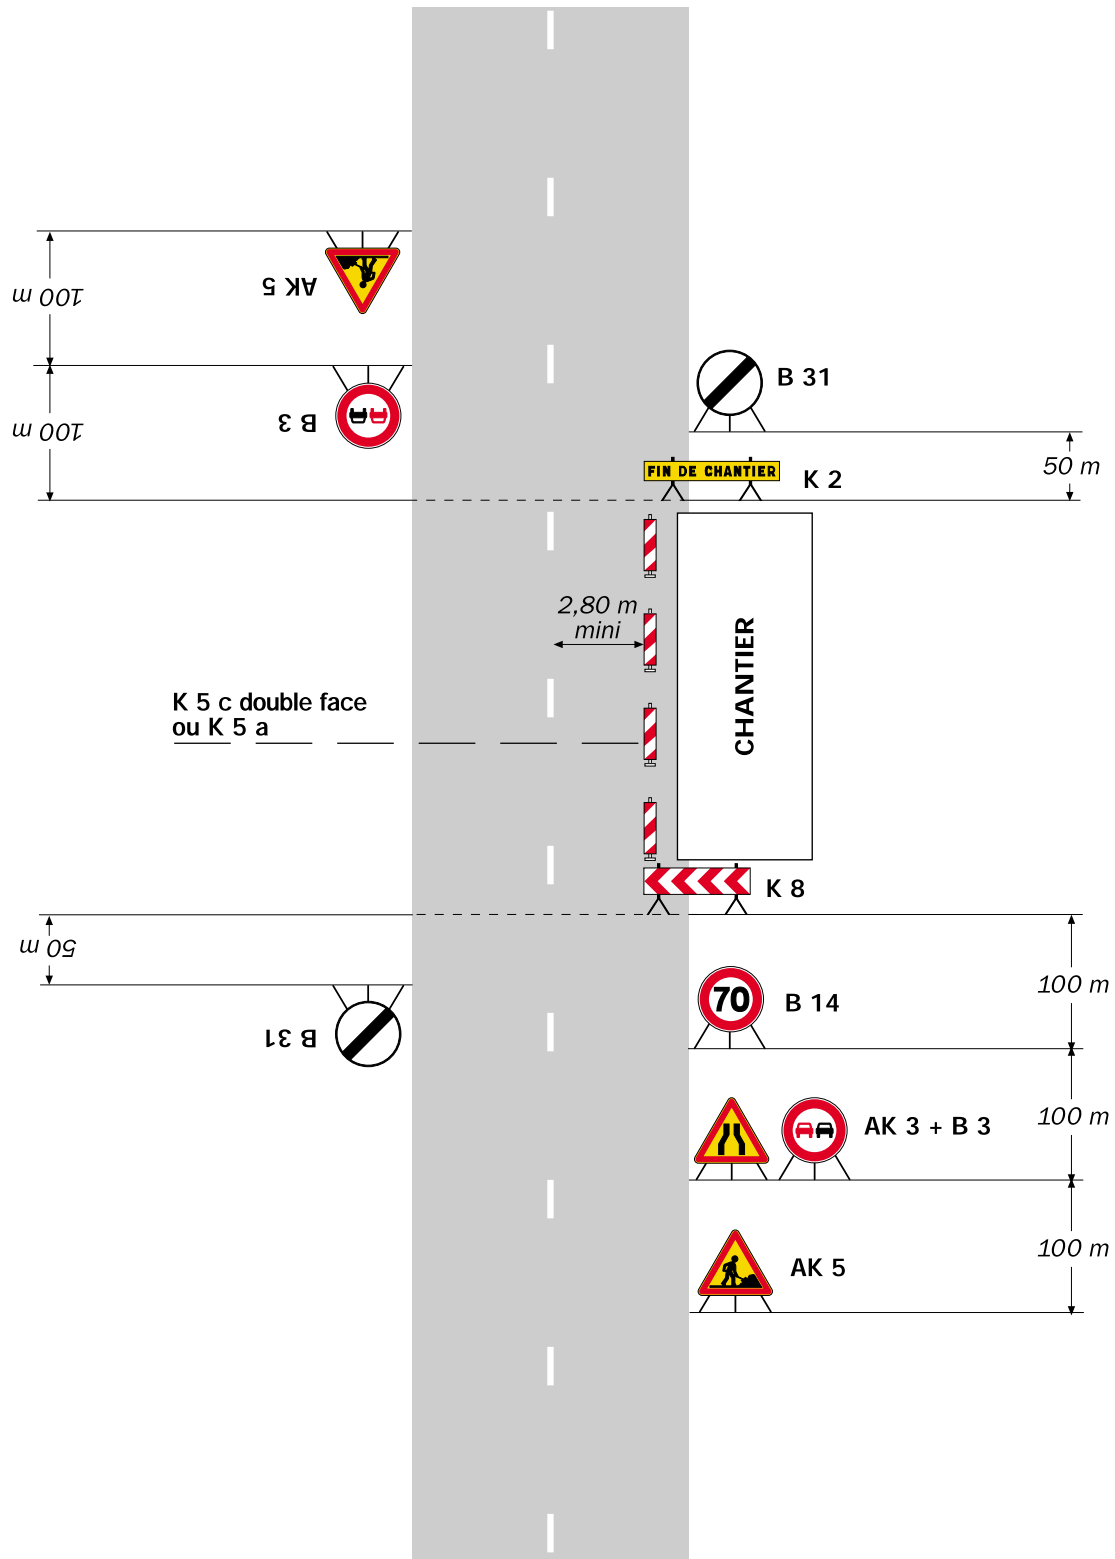 100 m
AK 5
100 m
B 3
B 31
50 m
FIN DE CHANTIER
K 2
2,80 m
mini
CHANTIER
K 5 c double face
ou K 5 a
K 8
50 m
B 31
70
B 14
100 m
AK 3 + B 3
100 m
AK 5
100 m